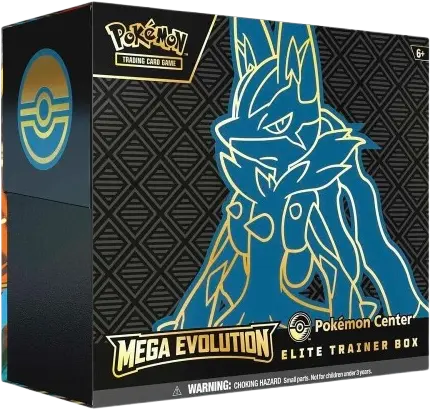 Pokémon
TRADING CARD GAME
6+
MEGA EVOLUTION
Pokémon Center
ELITE TRAINER BOX
WARNING: CHOKING HAZARD Small parts. Not for children under 3 years.